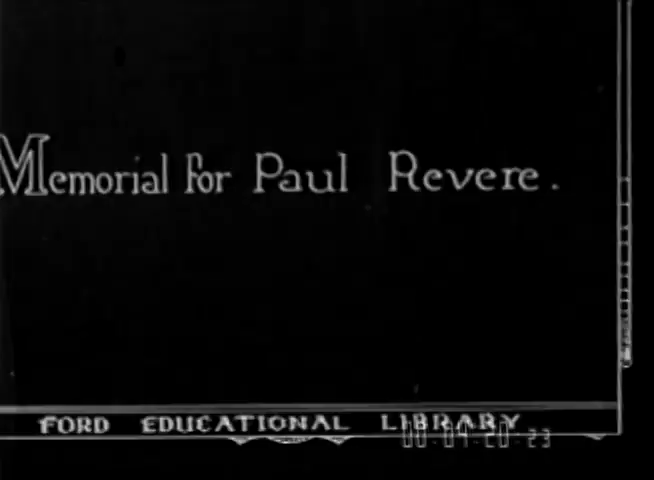 Memorial for Paul Revere.
FORD EDUCATIONAL LIBRARY
00:04:20:23